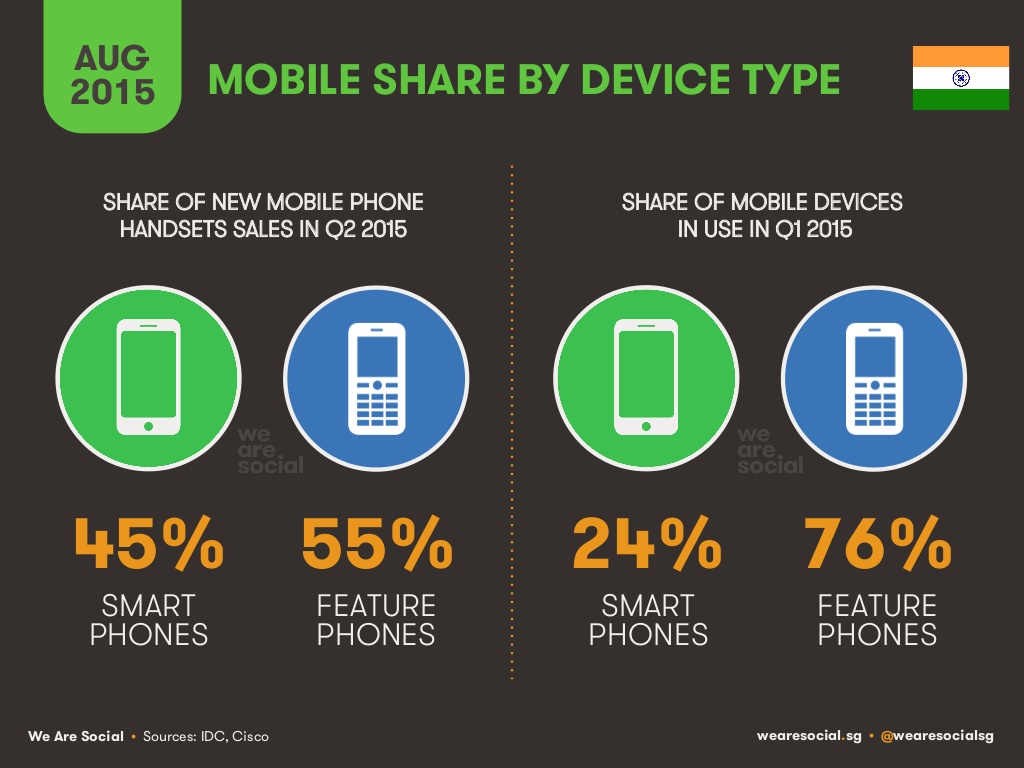 AUG
2015
MOBILE SHARE BY DEVICE TYPE
SHARE OF NEW MOBILE PHONE
HANDSETS SALES IN Q2 2015
SHARE OF MOBILE DEVICES
IN USE IN Q1 2015
we
are
social
we
are
social
45%
55%
24%
76%
SMART
PHONES
FEATURE
PHONES
SMART
PHONES
FEATURE
PHONES
We Are Social • Sources: IDC, Cisco
wearesocial.sg • @wearesocialsg